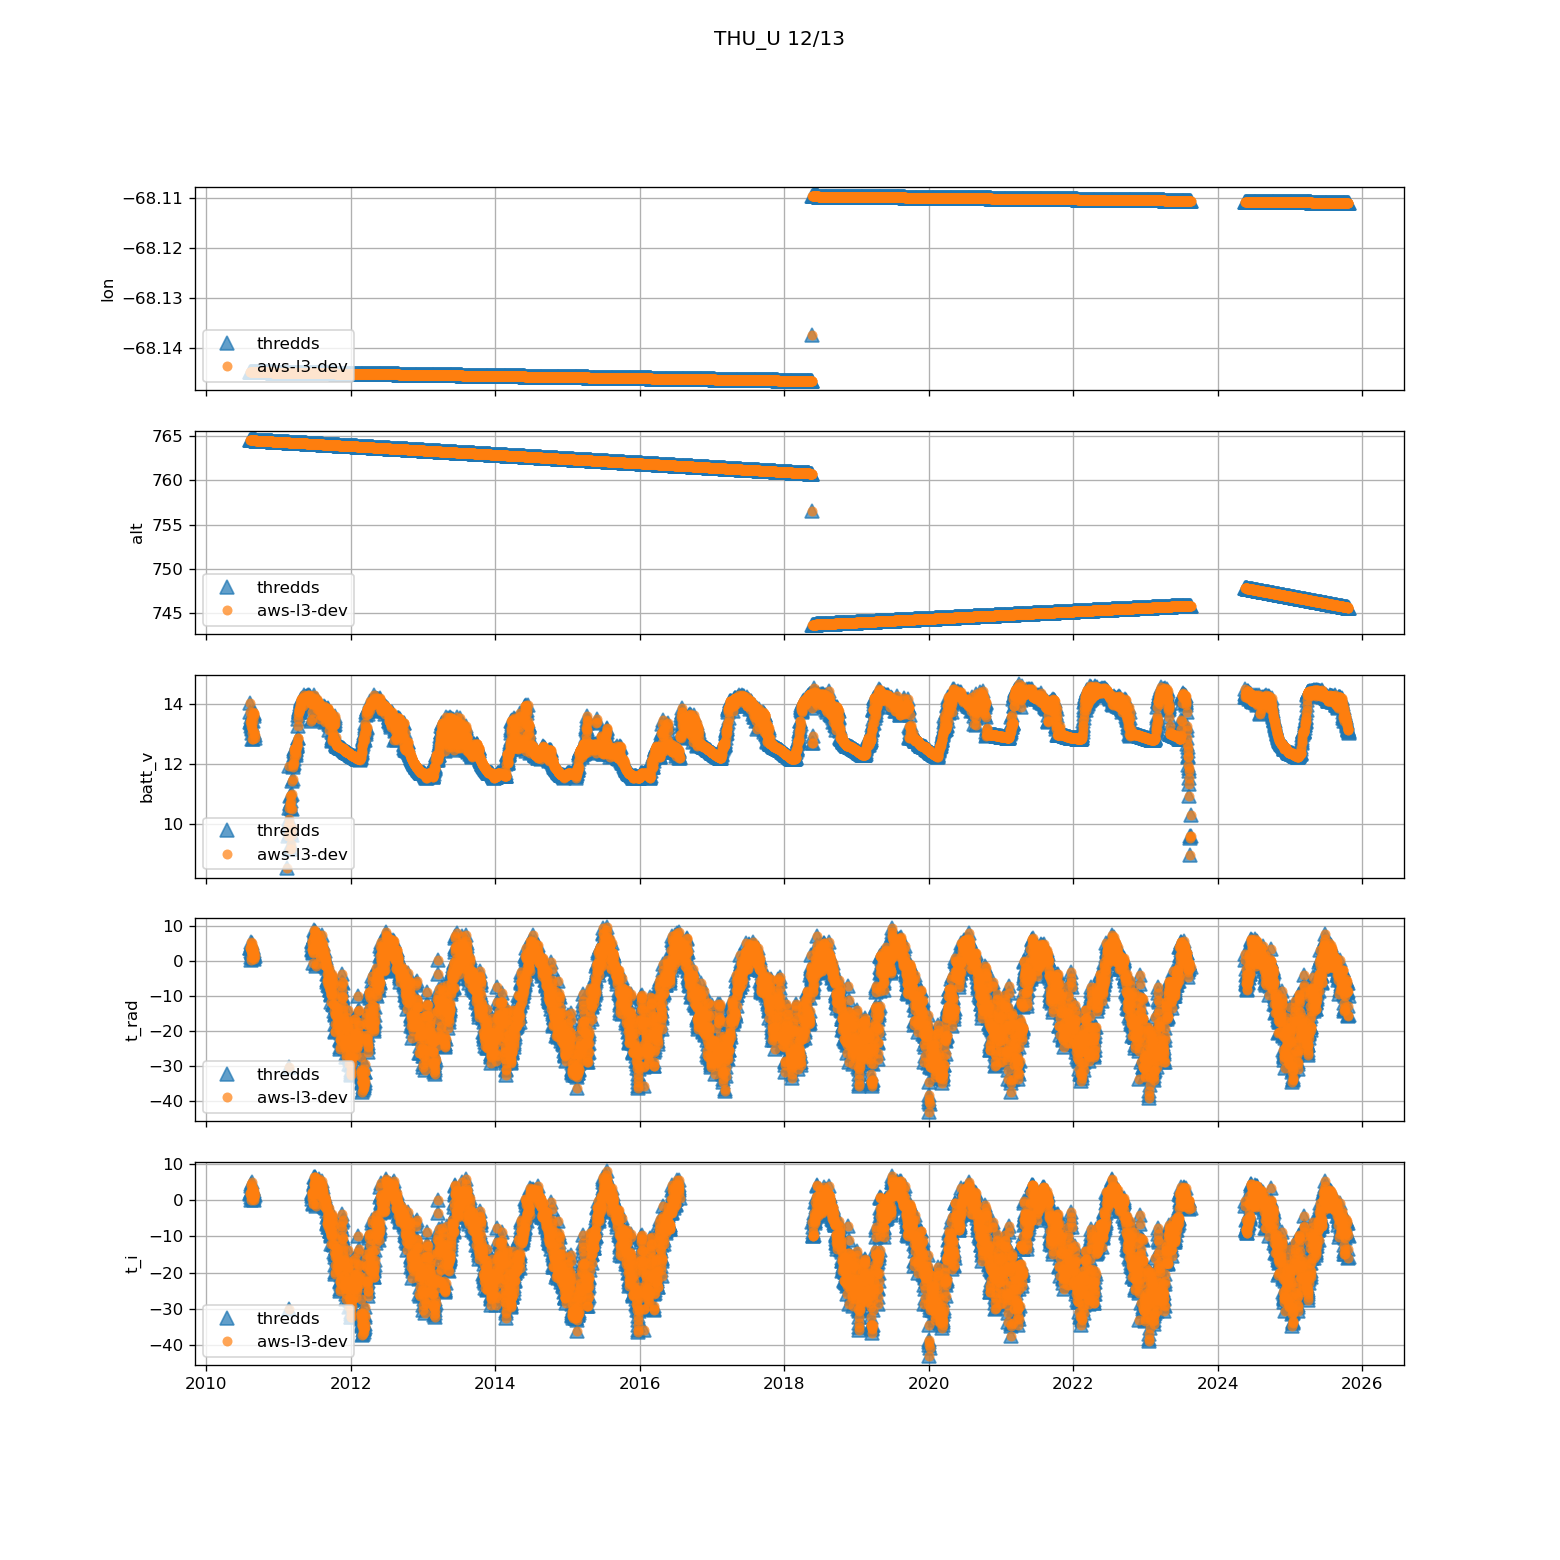 THU_U 12/13
−68.11
−68.12
−68.13
−68.14
lon
thredds
aws-l3-dev
765
760
755
750
745
alt
thredds
aws-l3-dev
14
12
10
batt_v
thredds
aws-l3-dev
10
0
−10
−20
−30
−40
t_rad
thredds
aws-l3-dev
10
0
−10
−20
−30
−40
t_i
thredds
aws-l3-dev
2010 2012 2014 2016 2018 2020 2022 2024 2026